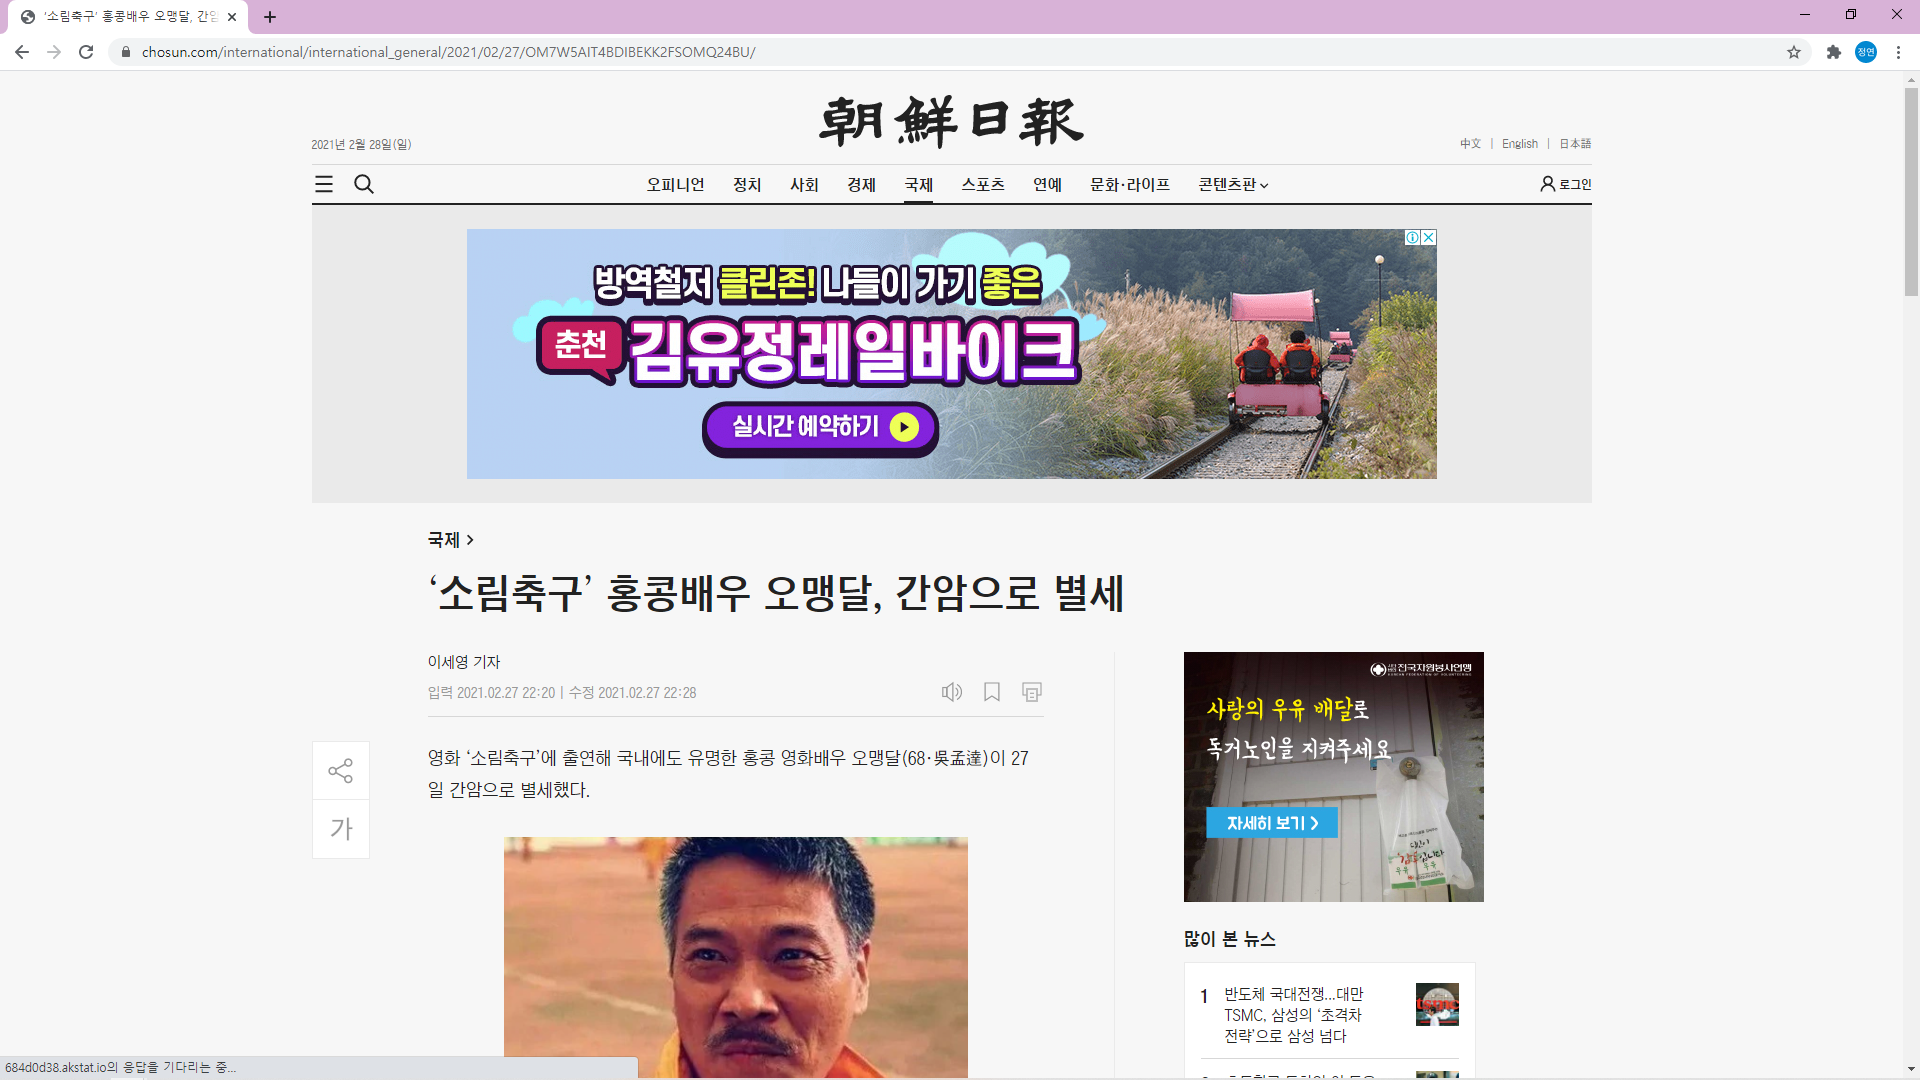 ‘소림축구’ 홍콩배우 오맹달, 간암
chosun.com/international/international_general/2021/02/27/OM7W5AIT4BDIBEKK2FSOMQ24BU/
정연
朝鮮日報
2021년 2월 28일(일)
中文 | English | 日本語
오피니언 정치 사회 경제 국제 스포츠 연예 문화·라이프 콘텐츠판
로그인
방역철저 클린존! 나들이 가기 좋은
춘천 김유정레일바이크
실시간 예약하기
국제 >
‘소림축구’ 홍콩배우 오맹달, 간암으로 별세
이세영 기자
입력 2021.02.27 22:20 | 수정 2021.02.27 22:28
가
영화 ‘소림축구’에 출연해 국내에도 유명한 홍콩 영화배우 오맹달(68·吳孟達)이 27
일 간암으로 별세했다.
전국자원봉사연맹
KOREAN FEDERATION OF VOLUNTEERING
사랑의 우유 배달로
독거노인을 지켜주세요
자세히 보기 >
많이 본 뉴스
1 반도체 국대전쟁...대만
TSMC, 삼성의 ‘초격차
전략’으로 삼성 넘다
684d0d38.akstat.io의 응답을 기다리는 중...